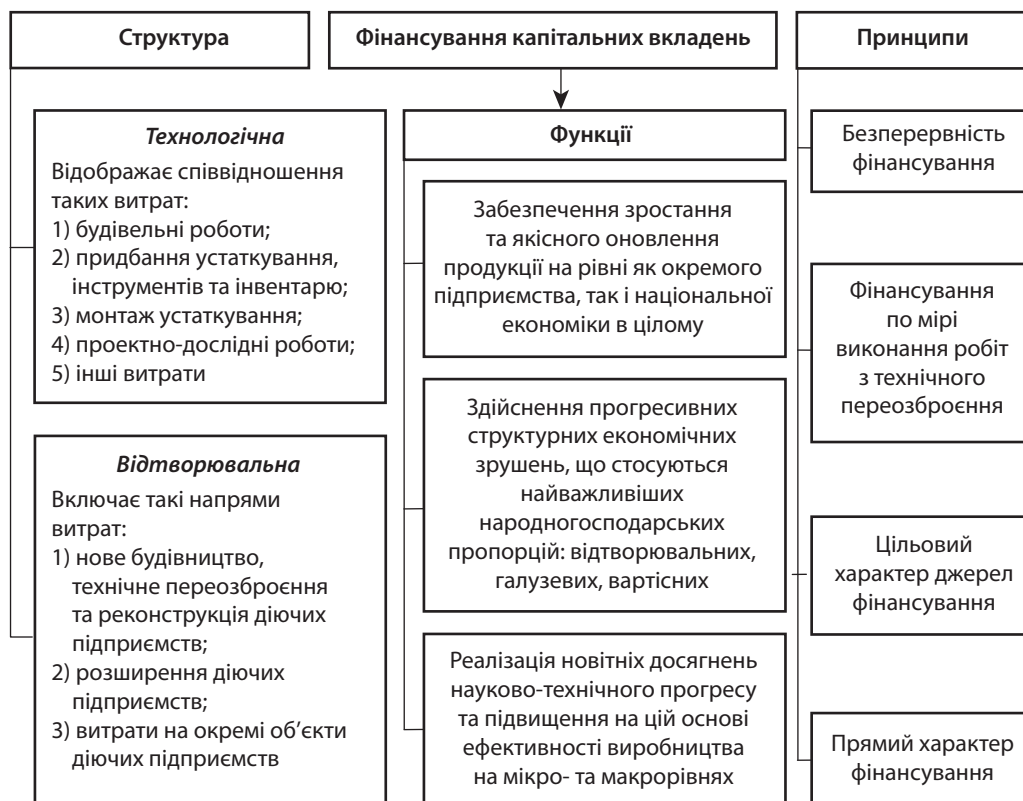 Структура
Фінансування капітальних вкладень
Принципи
Технологічна
Відображає співвідношення
таких витрат:
1) будівельні роботи;
2) придбання устаткування,
інструментів та інвентарю;
3) монтаж устаткування;
4) проектно-дослідні роботи;
5) інші витрати
Відтворювальна
Включає такі напрями
витрат:
1) нове будівництво,
технічне переозброєння
та реконструкція діючих
підприємств;
2) розширення діючих
підприємств;
3) витрати на окремі об’єкти
діючих підприємств
Функції
Забезпечення зростання
та якісного оновлення
продукції на рівні як окремого
підприємства, так і національної
економіки в цілому
Здійснення прогресивних
структурних економічних
зрушень, що стосуються
найважливіших
народногосподарських
пропорцій: відтворювальних,
галузевих, вартісних
Реалізація новітніх досягнень
науково-технічного прогресу
та підвищення на цій основі
ефективності виробництва
на мікро- та макрорівнях
Безперервність
фінансування
Фінансування
по мірі
виконання робіт
з технічного
переозброєння
Цільовий
характер джерел
фінансування
Прямий характер
фінансування